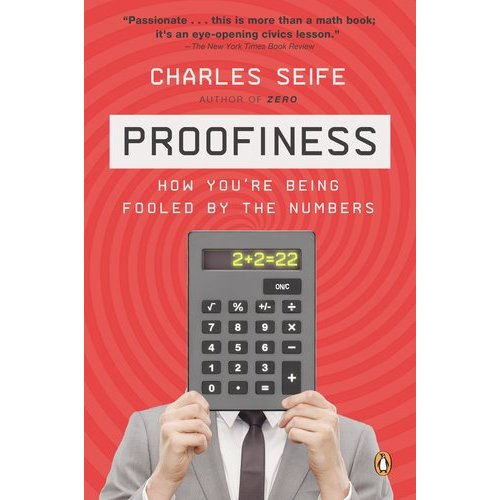 "Passionate . . . this is more than a math book;
it's an eye-opening civics lesson."
—The New York Times Book Review
CHARLES SEIFE
AUTHOR OF ZERO
PROOFINESS
HOW YOU'RE BEING
FOOLED BY THE NUMBERS
2+2=22
ON/C
√ % +/- ÷
7 8 9 ×
4 5 6 −
1 2 3
0 • = +